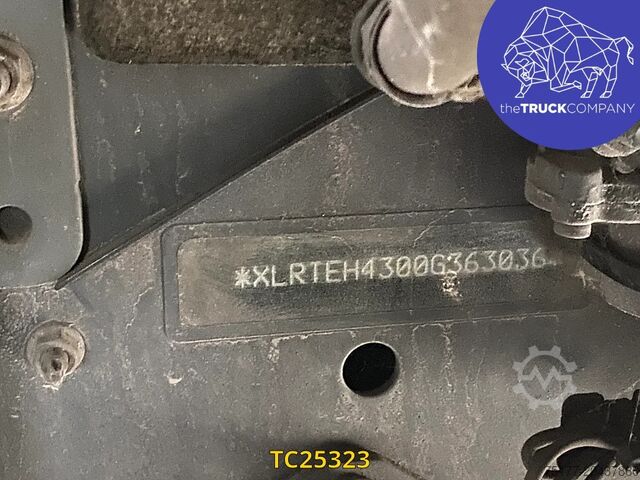 theTRUCKCOMPANY
*XLRTEH4300G363036
TC25323